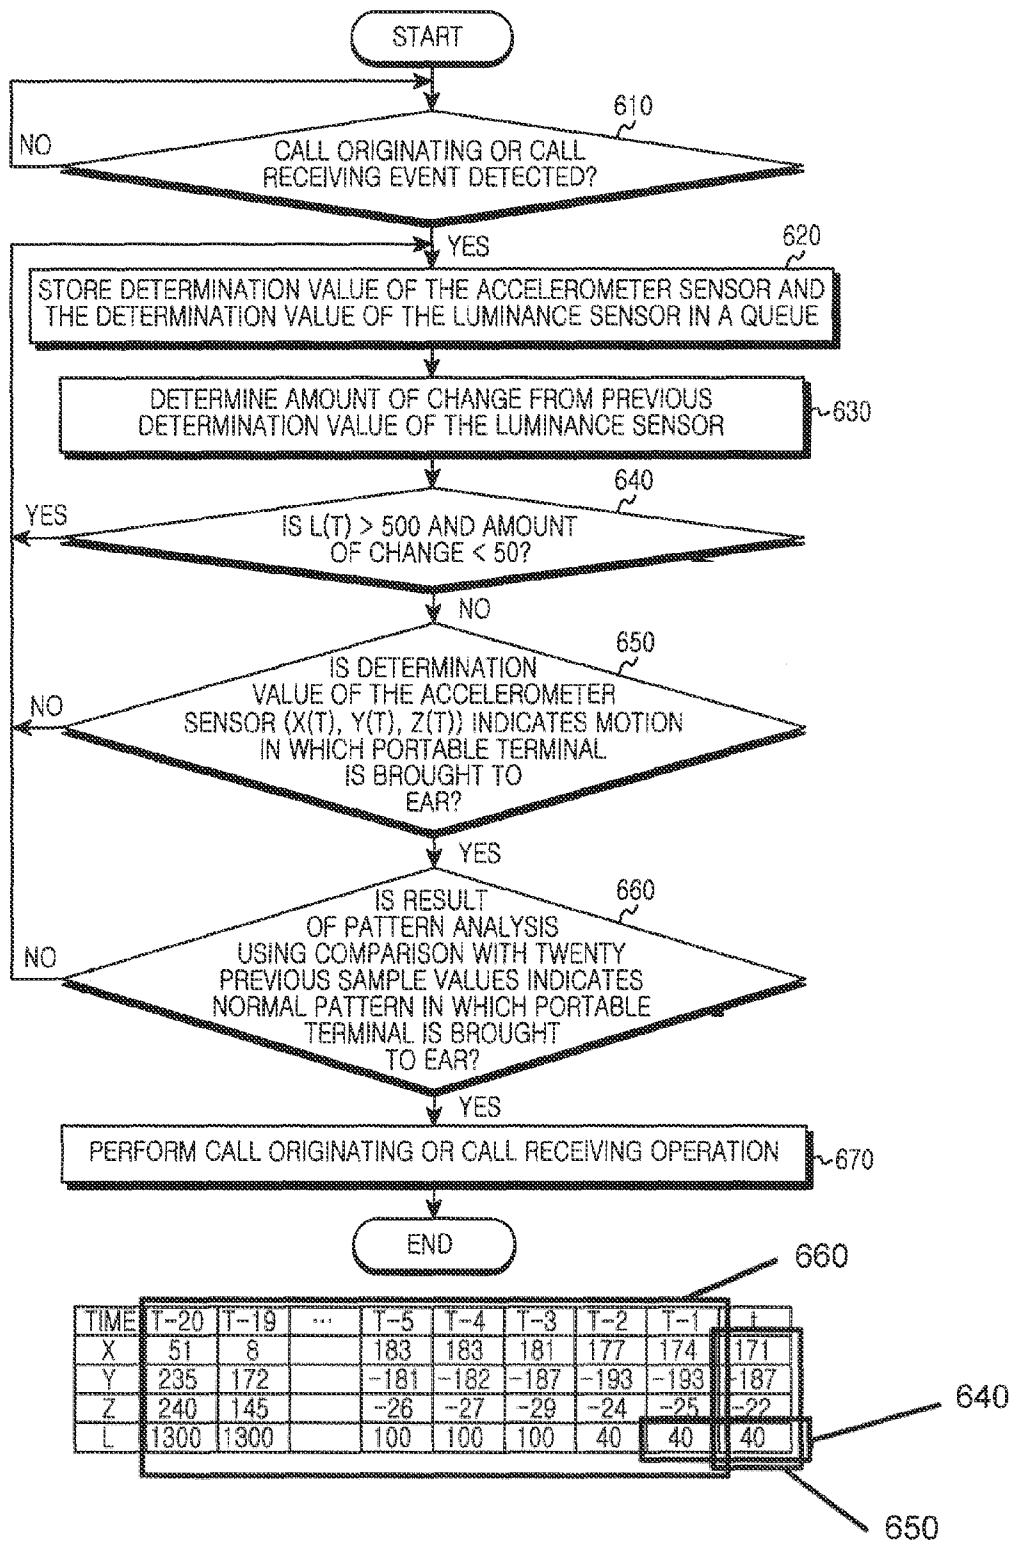 START
610
NO
CALL ORIGINATING OR CALL
RECEIVING EVENT DETECTED?
YES
620
STORE DETERMINATION VALUE OF THE ACCELEROMETER SENSOR AND
THE DETERMINATION VALUE OF THE LUMINANCE SENSOR IN A QUEUE
DETERMINE AMOUNT OF CHANGE FROM PREVIOUS
DETERMINATION VALUE OF THE LUMINANCE SENSOR
630
640
YES
IS L(T) > 500 AND AMOUNT
OF CHANGE < 50?
NO
650
IS DETERMINATION
VALUE OF THE ACCELEROMETER
NO
SENSOR (X(T), Y(T), Z(T)) INDICATES MOTION
IN WHICH PORTABLE TERMINAL
IS BROUGHT TO
EAR?
YES
660
IS RESULT
OF PATTERN ANALYSIS
USING COMPARISON WITH TWENTY
NO
PREVIOUS SAMPLE VALUES INDICATES
NORMAL PATTERN IN WHICH PORTABLE
TERMINAL IS BROUGHT
TO EAR?
YES
PERFORM CALL ORIGINATING OR CALL RECEIVING OPERATION
670
END
660
TIME T-20 T-19 ... T-5 T-4 T-3 T-2 T-1 t
X 51 8 183 183 181 177 174 171
Y 235 172 -181 -182 -187 -193 -193 -187
Z 240 145 -26 -27 -29 -24 -25 -22
L 1300 1300 100 100 100 40 40 40
640
650